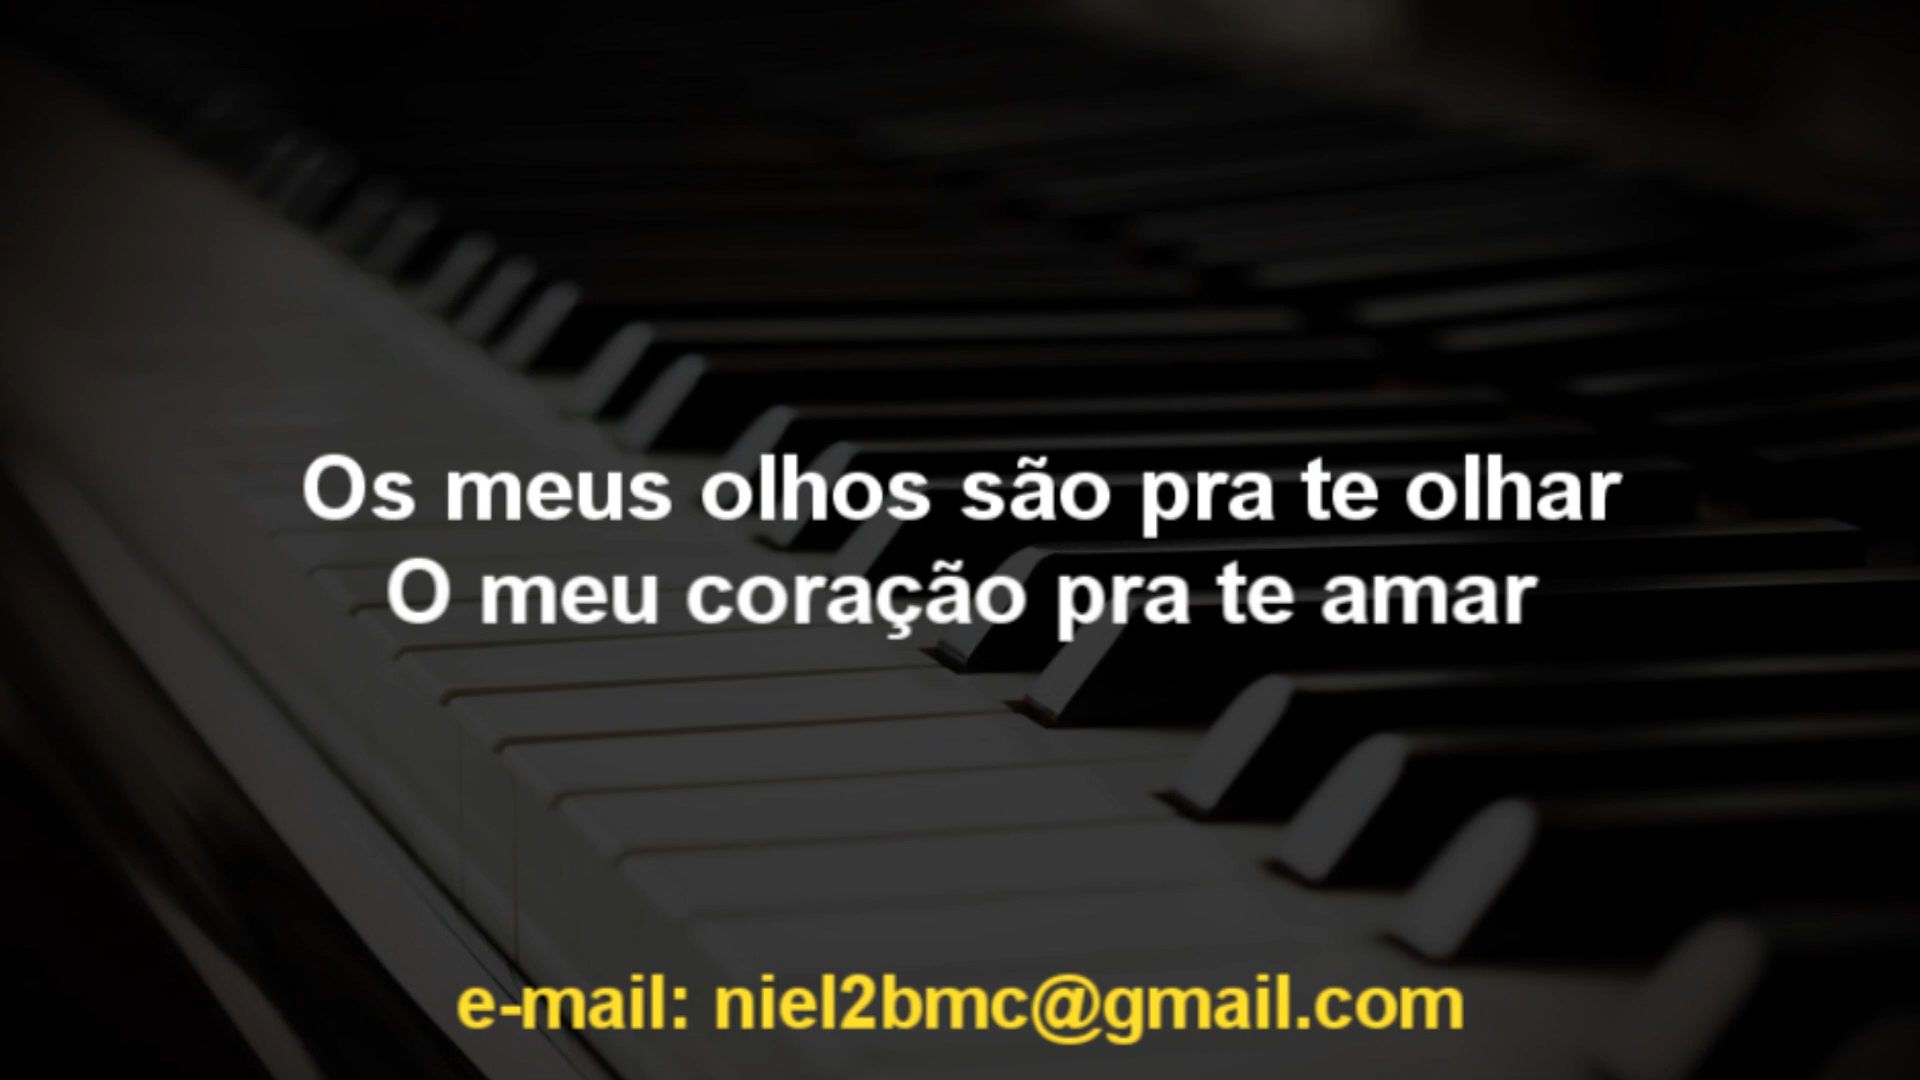 Os meus olhos são pra te olhar
O meu coração pra te amar
e-mail: niel2bmc@gmail.com